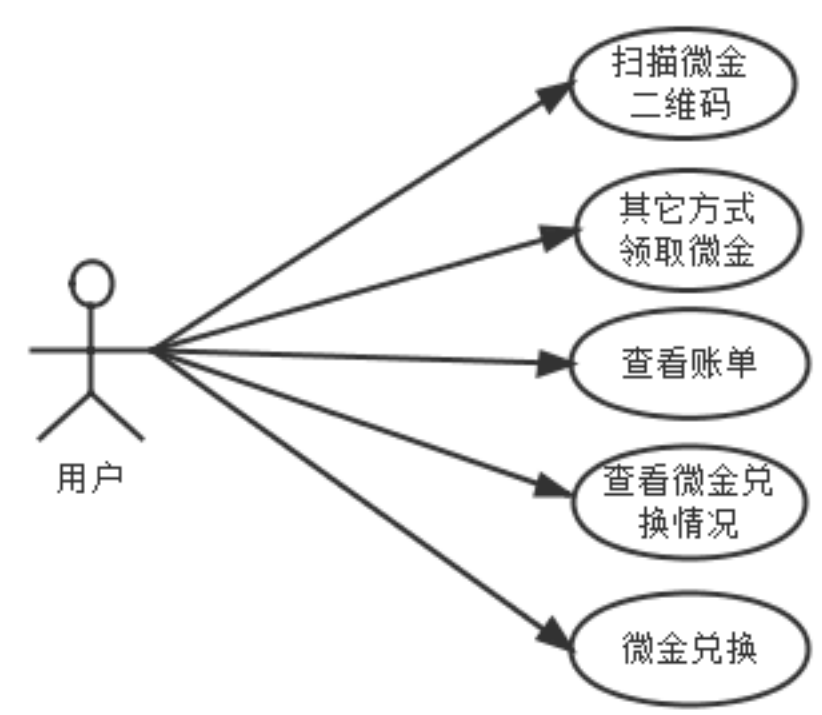 扫描微金
二维码
其它方式
领取微金
查看账单
查看微金兑
换情况
微金兑换
用户